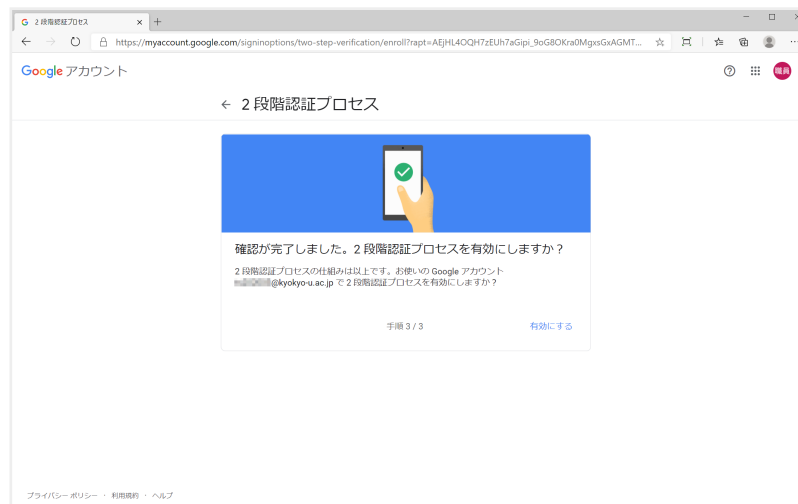 2 段階認証プロセス
https://myaccount.google.com/signinoptions/two-step-verification/enroll?rapt=AEjHL4OQH7zEUh7aGipi_9oG8OKra0MgxsGxAGMT...
Google アカウント
職員
2 段階認証プロセス
確認が完了しました。2 段階認証プロセスを有効にしますか？
2 段階認証プロセスの仕組みは以上です。お使いの Google アカウント
@kyokyo-u.ac.jp で 2 段階認証プロセスを有効にしますか？
手順 3 / 3
有効にする
プライバシー ポリシー · 利用規約 · ヘルプ